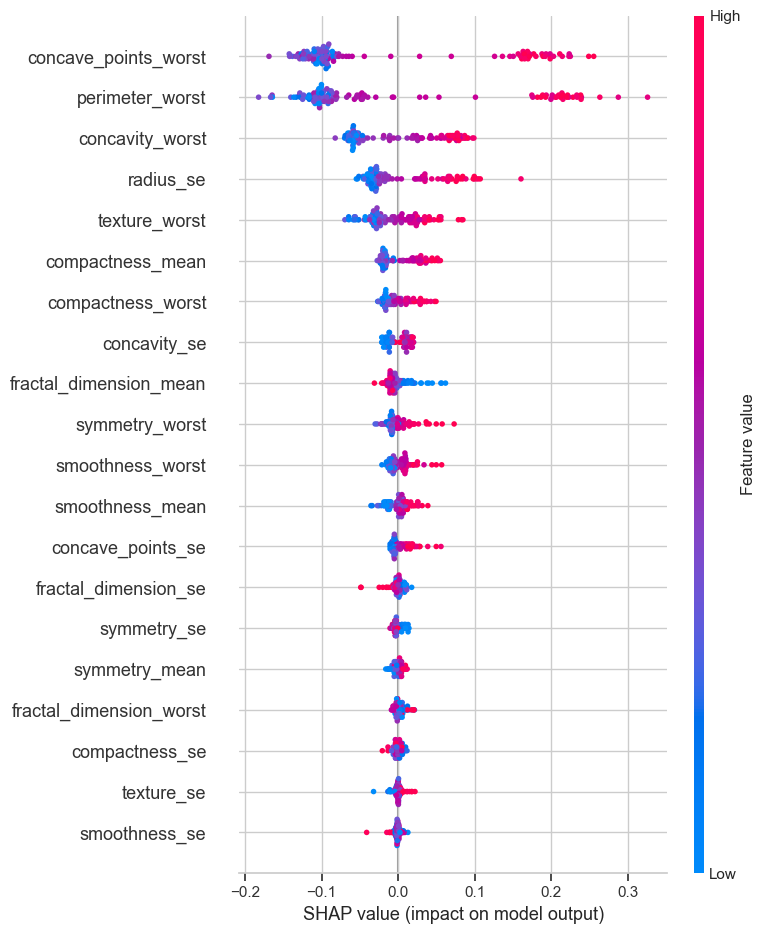 High
concave_points_worst
perimeter_worst
concavity_worst
radius_se
texture_worst
compactness_mean
compactness_worst
concavity_se
fractal_dimension_mean
symmetry_worst
smoothness_worst
smoothness_mean
concave_points_se
fractal_dimension_se
symmetry_se
symmetry_mean
fractal_dimension_worst
compactness_se
texture_se
smoothness_se
Feature value
Low
−0.2 −0.1 0.0 0.1 0.2 0.3
SHAP value (impact on model output)